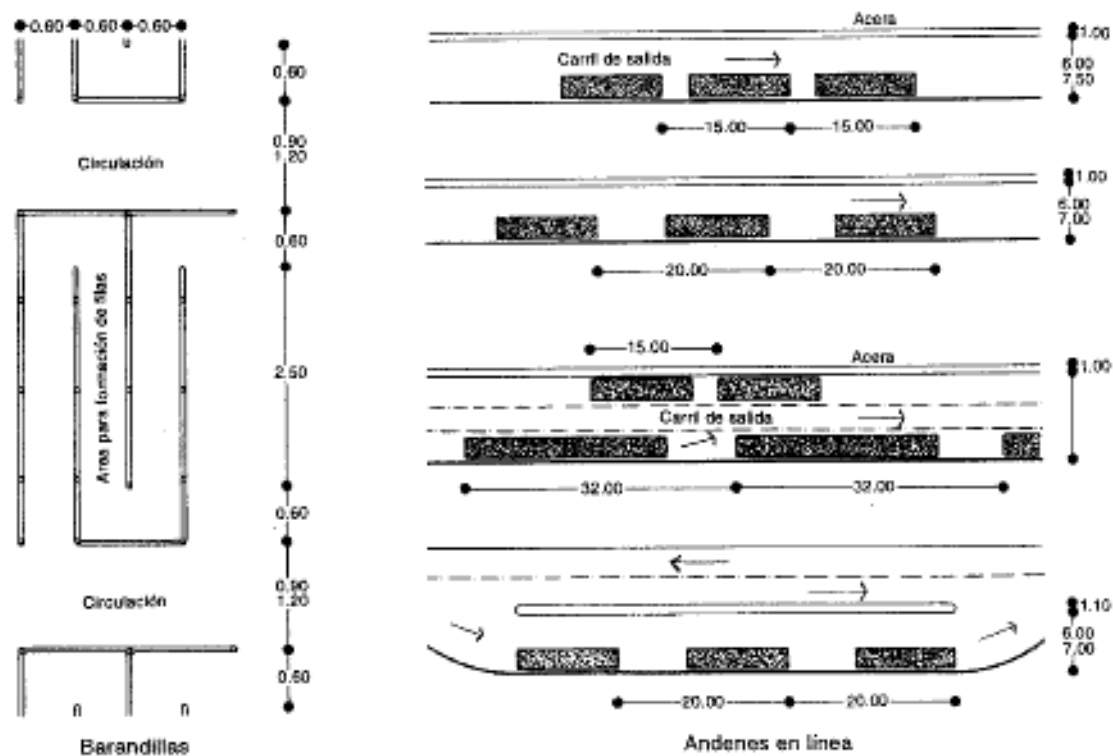 0.60 0.60 0.60
0.60
0.90
1.20
Circulación
0.60
Area para formación de filas
2.50
0.60
0.90
1.20
Circulación
0.60
Barandillas
Acera
1.00
Carril de salida
6.00
7.50
15.00 15.00
1.00
6.00
7.00
20.00 20.00
15.00
Acera
1.00
Carril de salida
32.00 32.00
1.10
6.00
7.00
20.00 20.00
Andenes en línea